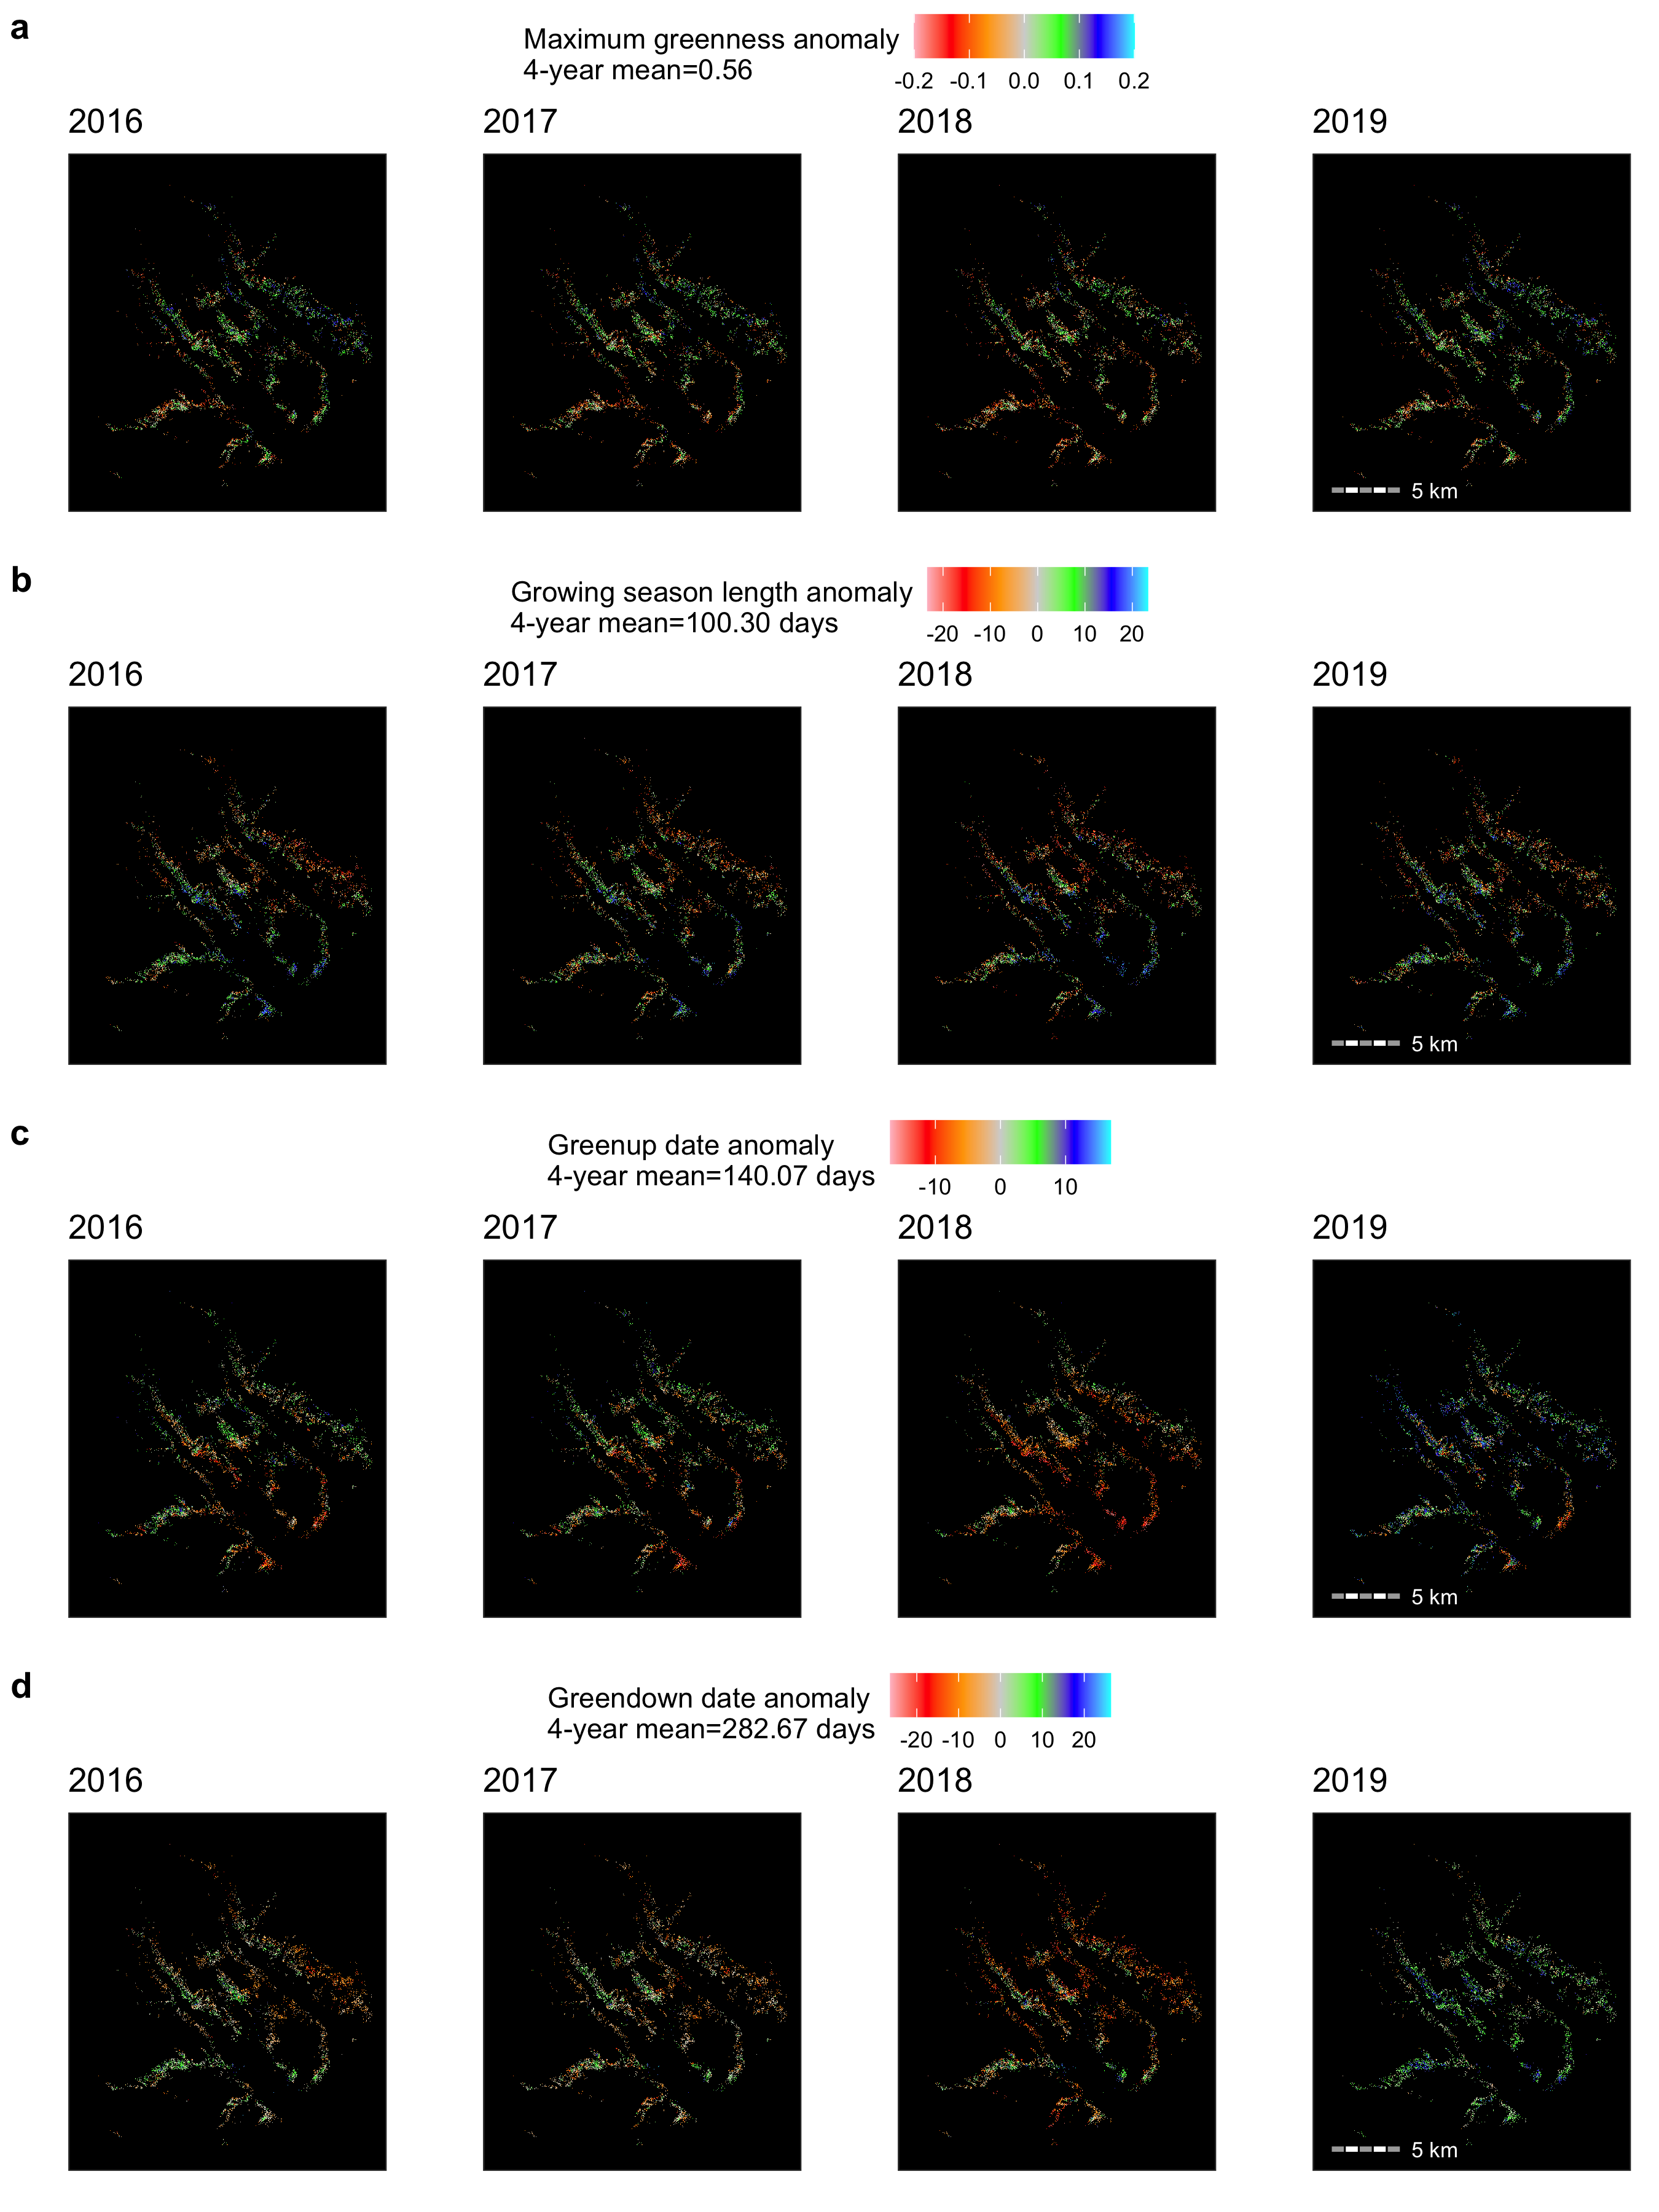 a
Maximum greenness anomaly
4-year mean=0.56
-0.2 -0.1 0.0 0.1 0.2
2016 2017 2018 2019
5 km
b
Growing season length anomaly
4-year mean=100.30 days
-20 -10 0 10 20
2016 2017 2018 2019
5 km
c
Greenup date anomaly
4-year mean=140.07 days
-10 0 10
2016 2017 2018 2019
5 km
d
Greendown date anomaly
4-year mean=282.67 days
-20 -10 0 10 20
2016 2017 2018 2019
5 km